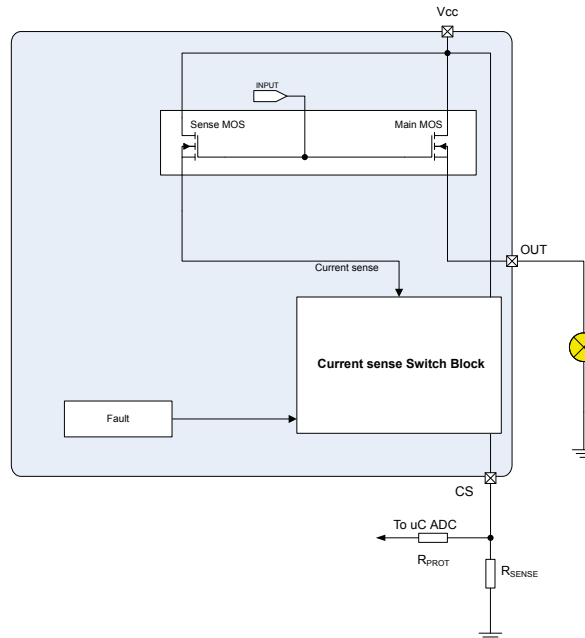 Vcc
INPUT
Sense MOS
Main MOS
OUT
Current sense
Current sense Switch Block
Fault
CS
To uC ADC
RPROT
RSENSE